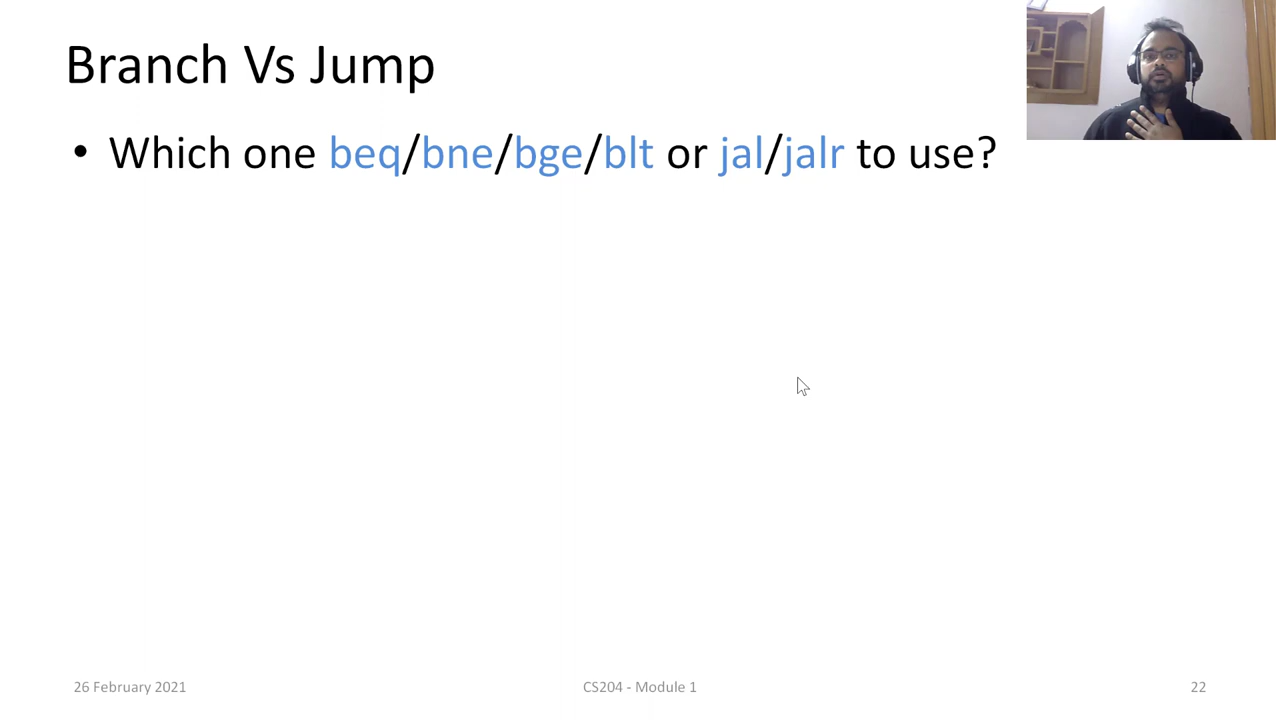 Branch Vs Jump
• Which one beq/bne/bge/blt or jal/jalr to use?
26 February 2021
CS204 - Module 1
22